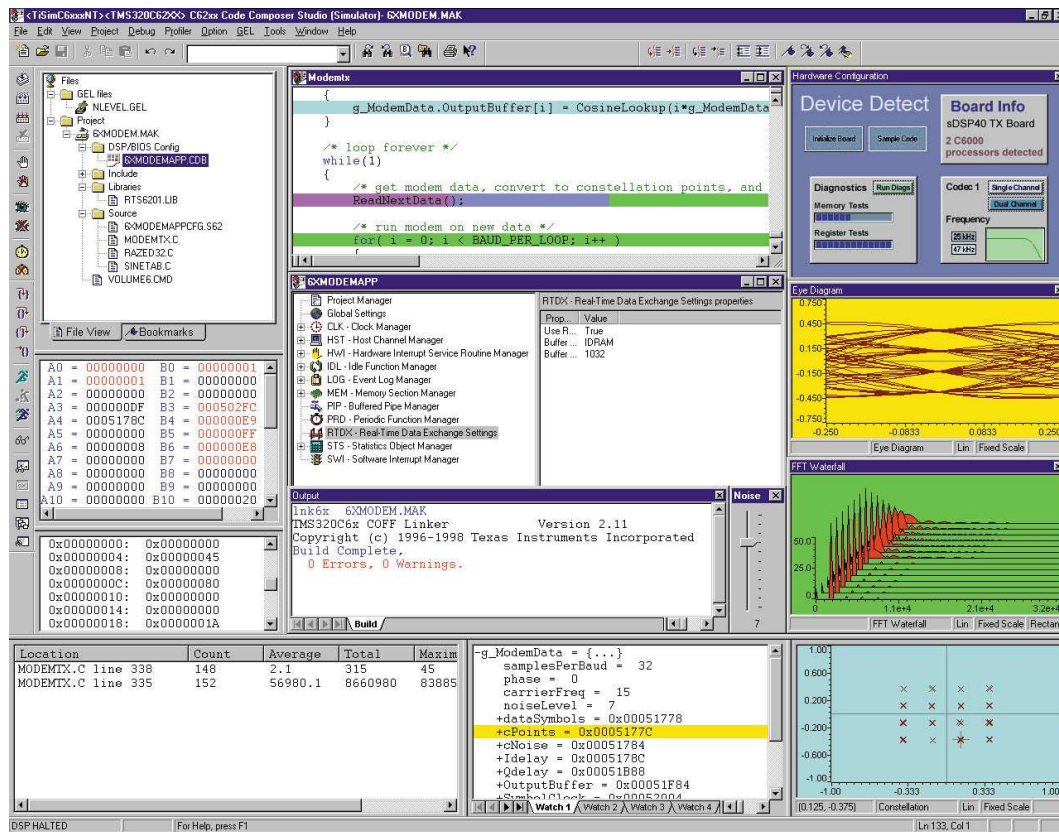 <TiSimC6xxxNT><TMS320C62XX> C62xx Code Composer Studio (Simulator)- 6XMODEM.MAK
File Edit View Project Debug Profiler Option GEL Tools Window Help
Files
GEL files
NLEVEL.GEL
Project
6XMODEM.MAK
DSP/BIOS Config
6XMODEMAPP.CDB
Include
Libraries
RTS6201.LIB
Source
6XMODEMAPPCFG.S62
MODEMTX.C
RAZED32.C
SINETAB.C
VOLUME6.CMD
File View Bookmarks
Modemtx
{
g_ModemData.OutputBuffer[i] = CosineLookup(i*g_ModemData
}
/* loop forever */
while(1)
{
/* get modem data, convert to constellation points, and
ReadNextData();
/* run modem on new data */
for( i = 0; i < BAUD_PER_LOOP; i++ )
{
Hardware Configuration
Device Detect
Initialize Board
Sample Code
Board Info
sDSP40 TX Board
2 C6000
processors detected
Diagnostics
Run Diags
Memory Tests
Register Tests
Codec 1
Single Channel
Dual Channel
Frequency
25 kHz
47 kHz
A0 = 00000000 B0 = 00000001
A1 = 00000001 B1 = 00000000
A2 = 00000000 B2 = 00000000
A3 = 000000DF B3 = 000502FC
A4 = 0005178C B4 = 000000E9
A5 = 00000000 B5 = 000000FF
A6 = 00000008 B6 = 000000E8
A7 = 00000000 B7 = 00000000
A8 = 00000000 B8 = 00000000
A9 = 00000000 B9 = 00000000
A10 = 00000000 B10 = 00000020
6XMODEMAPP
Project Manager
Global Settings
CLK - Clock Manager
HST - Host Channel Manager
HWI - Hardware Interrupt Service Routine Manager
IDL - Idle Function Manager
LOG - Event Log Manager
MEM - Memory Section Manager
PIP - Buffered Pipe Manager
PRD - Periodic Function Manager
RTDX - Real-Time Data Exchange Settings
STS - Statistics Object Manager
SWI - Software Interrupt Manager
RTDX - Real-Time Data Exchange Settings properties
Prop... Value
Use R... True
Buffer ... IDRAM
Buffer ... 1032
Eye Diagram
0.750
0.450
0.150
-0.150
-0.450
-0.750
-0.250 -0.0833 0.0833 0.250
Eye Diagram Lin Fixed Scale
0x00000000: 0x00000000
0x00000004: 0x00000045
0x00000008: 0x00000000
0x0000000C: 0x00000080
0x00000010: 0x00000000
0x00000014: 0x00000000
0x00000018: 0x0000001A
Output
lnk6x 6XMODEM.MAK
TMS320C6x COFF Linker Version 2.11
Copyright (c) 1996-1998 Texas Instruments Incorporated
Build Complete,
0 Errors, 0 Warnings.
Build
Noise
7
FFT Waterfall
50.0
25.0
0
0 1.1e+4 2.1e+4 3.2e+4
FFT Waterfall Lin Fixed Scale Rectan
Location Count Average Total Maxim
MODEMTX.C line 338 148 2.1 315 45
MODEMTX.C line 335 152 56980.1 8660980 83885
-g_ModemData = {...}
samplesPerBaud = 32
phase = 0
carrierFreq = 15
noiseLevel = 7
+dataSymbols = 0x00051778
+cPoints = 0x0005177C
+cNoise = 0x00051784
+Idelay = 0x0005178C
+Qdelay = 0x00051B88
+OutputBuffer = 0x00051F84
+SymbolClock = 0x00052004
Watch 1 Watch 2 Watch 3 Watch 4
1.00
0.600
0.200
-0.200
-0.600
-1.00
-1.00 -0.333 0.333 1.00
(0.125, -0.375) Constellation Lin Fixed Scale
DSP HALTED For Help, press F1 Ln 133, Col 1